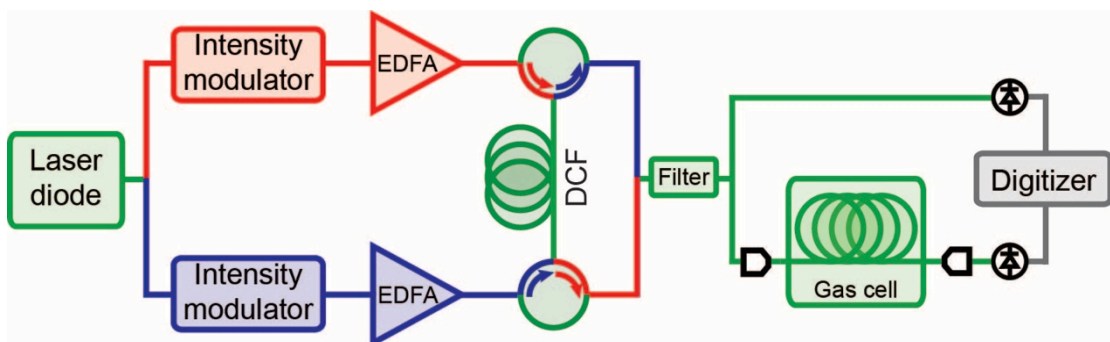 Intensity
modulator
EDFA
Laser
diode
DCF
Filter
Digitizer
Gas cell
Intensity
modulator
EDFA